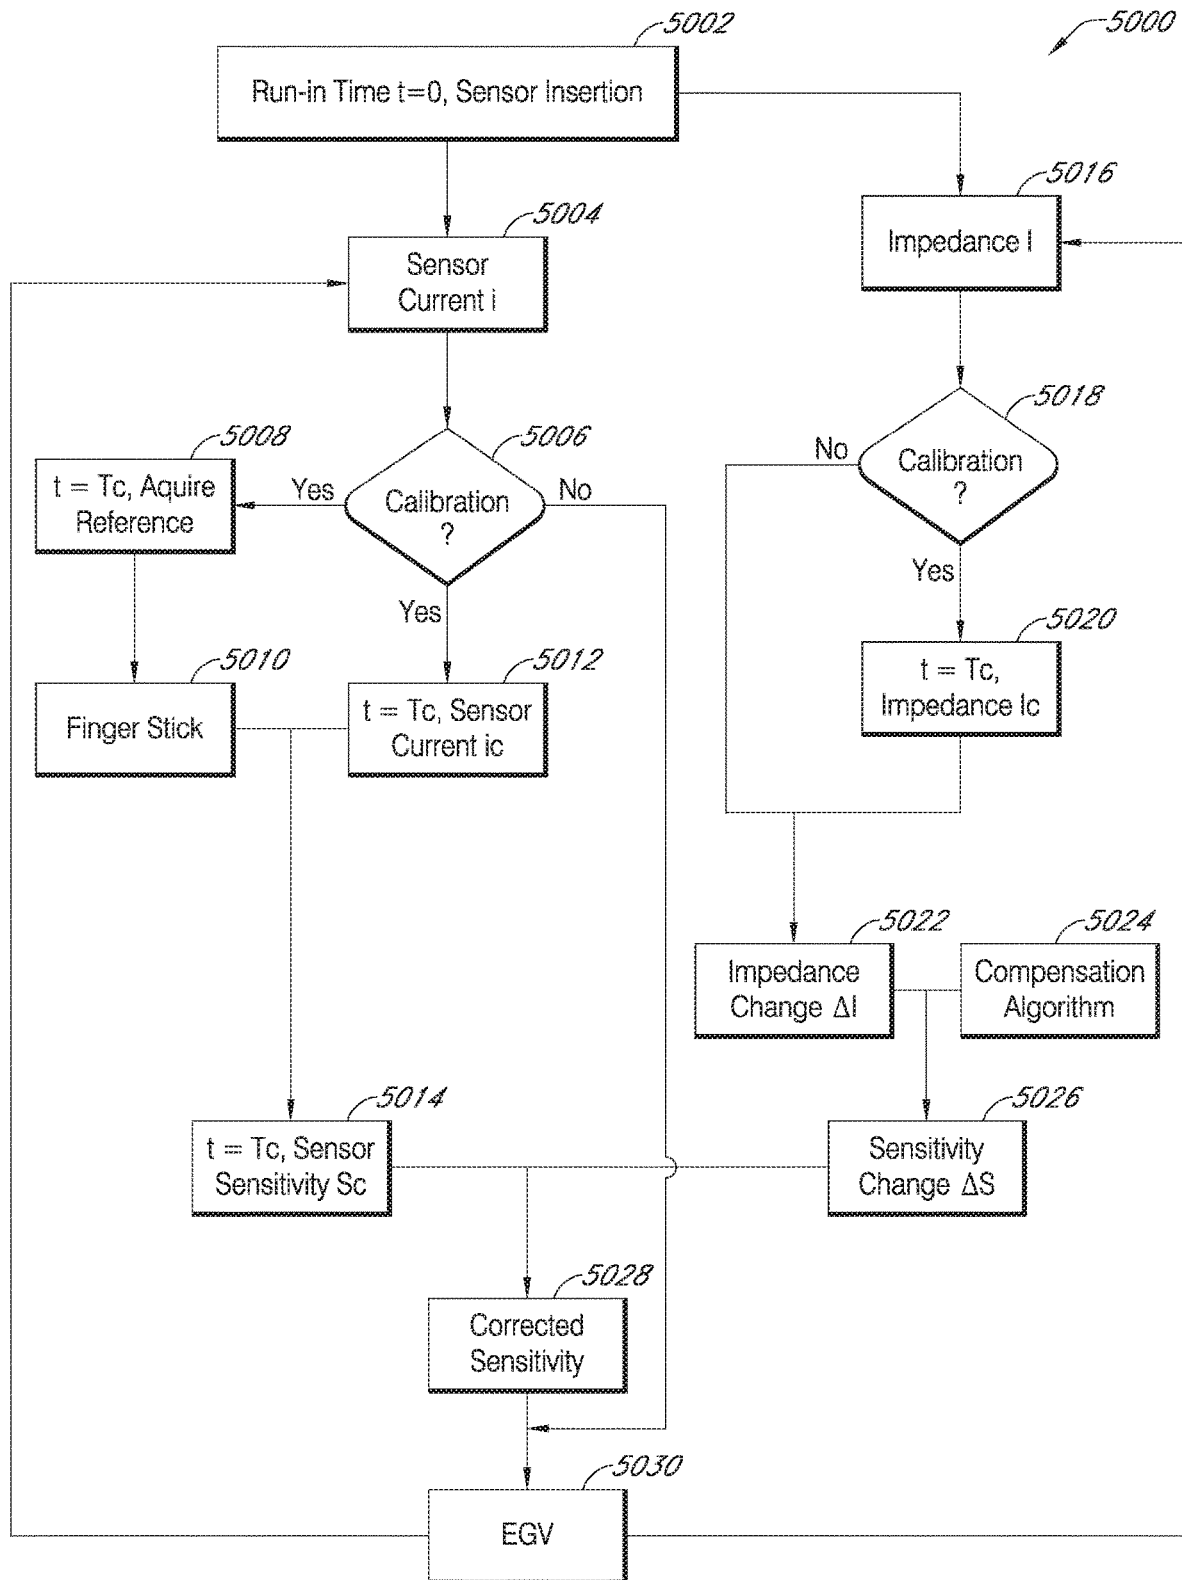 5002
5000
Run-in Time t=0, Sensor Insertion
5016
Impedance I
5004
Sensor
Current i
5018
Calibration
?
No
Yes
5008
t = Tc, Aquire
Reference
5006
Calibration
?
Yes
No
Yes
5020
t = Tc,
Impedance Ic
5010
Finger Stick
5012
t = Tc, Sensor
Current ic
5022
Impedance
Change ΔI
5024
Compensation
Algorithm
5014
t = Tc, Sensor
Sensitivity Sc
5026
Sensitivity
Change ΔS
5028
Corrected
Sensitivity
5030
EGV